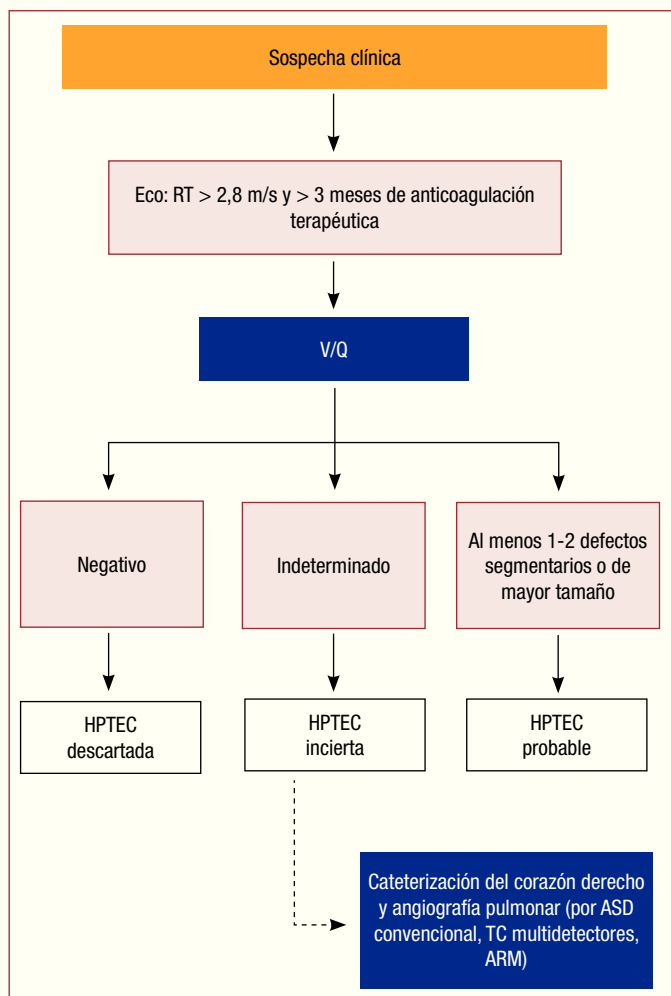 Sospecha clínica
Eco: RT > 2,8 m/s y > 3 meses de anticoagulación
terapéutica
V/Q
Negativo
Indeterminado
Al menos 1-2 defectos
segmentarios o de
mayor tamaño
HPTEC
descartada
HPTEC
incierta
HPTEC
probable
Cateterización del corazón derecho
y angiografía pulmonar (por ASD
convencional, TC multidetectores,
ARM)